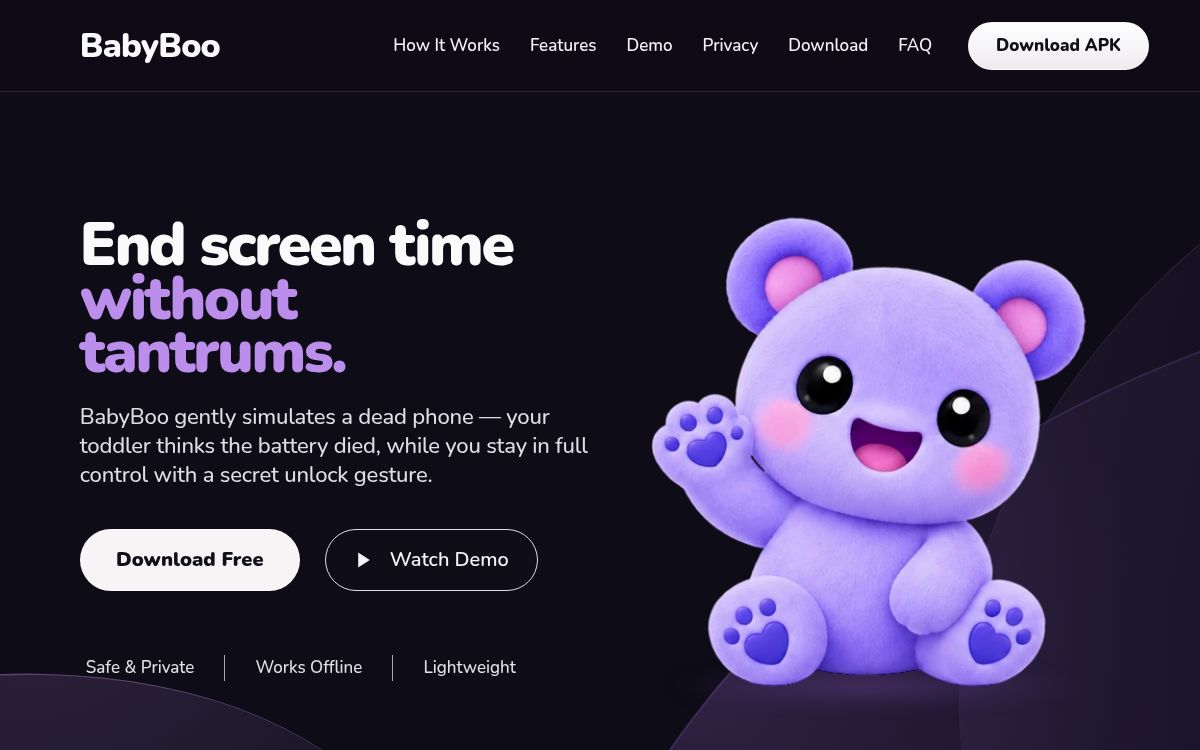 BabyBoo
How It Works
Features
Demo
Privacy
Download
FAQ
Download APK
End screen time
without
tantrums.
BabyBoo gently simulates a dead phone — your
toddler thinks the battery died, while you stay in full
control with a secret unlock gesture.
Download Free
Watch Demo
Safe & Private
Works Offline
Lightweight